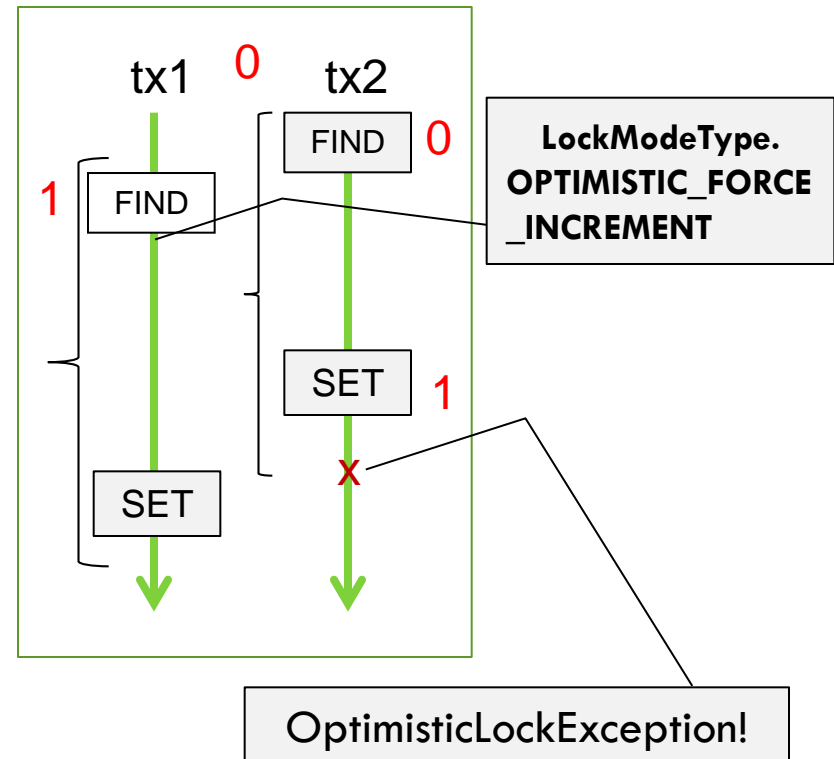 tx1 0 tx2
FIND 0
LockModeType.
OPTIMISTIC_FORCE
_INCREMENT
1 FIND
SET 1
x
SET
OptimisticLockException!